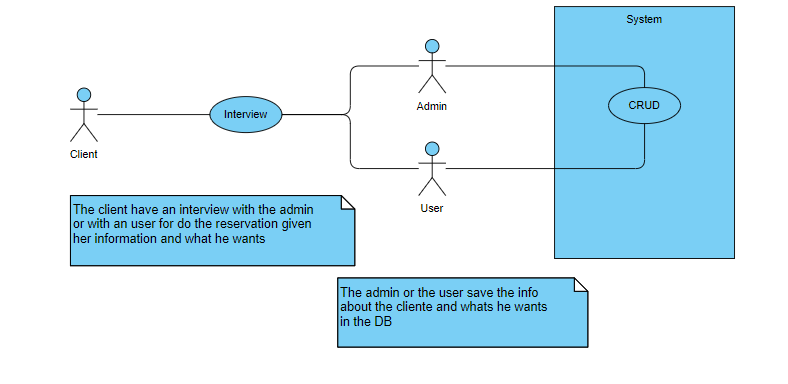 System
Admin
CRUD
Interview
Client
User
The client have an interview with the admin
or with an user for do the reservation given
her information and what he wants
The admin or the user save the info
about the cliente and whats he wants
in the DB